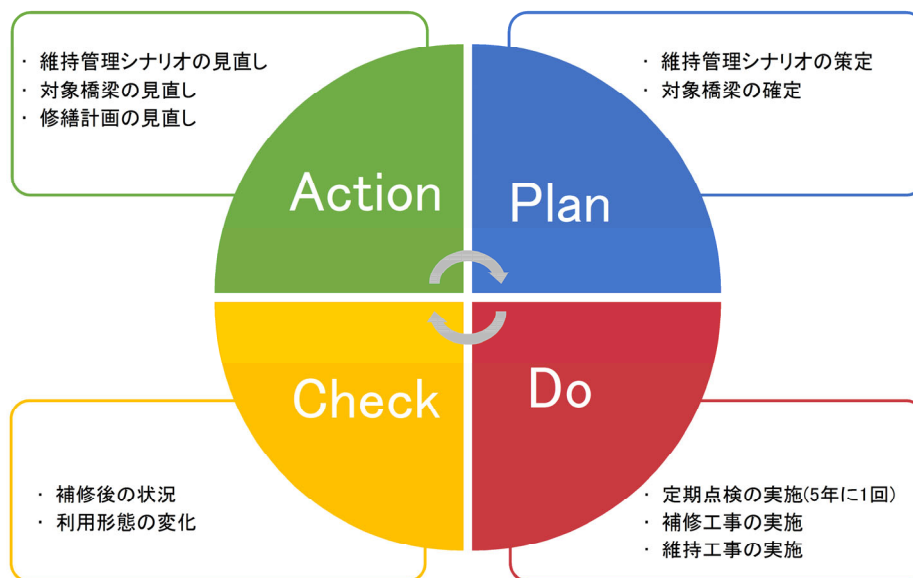 ・ 維持管理シナリオの見直し
・ 対象橋梁の見直し
・ 修繕計画の見直し
Action
・ 維持管理シナリオの策定
・ 対象橋梁の確定
Plan
Check
・ 補修後の状況
・ 利用形態の変化
Do
・ 定期点検の実施(5年に1回)
・ 補修工事の実施
・ 維持工事の実施